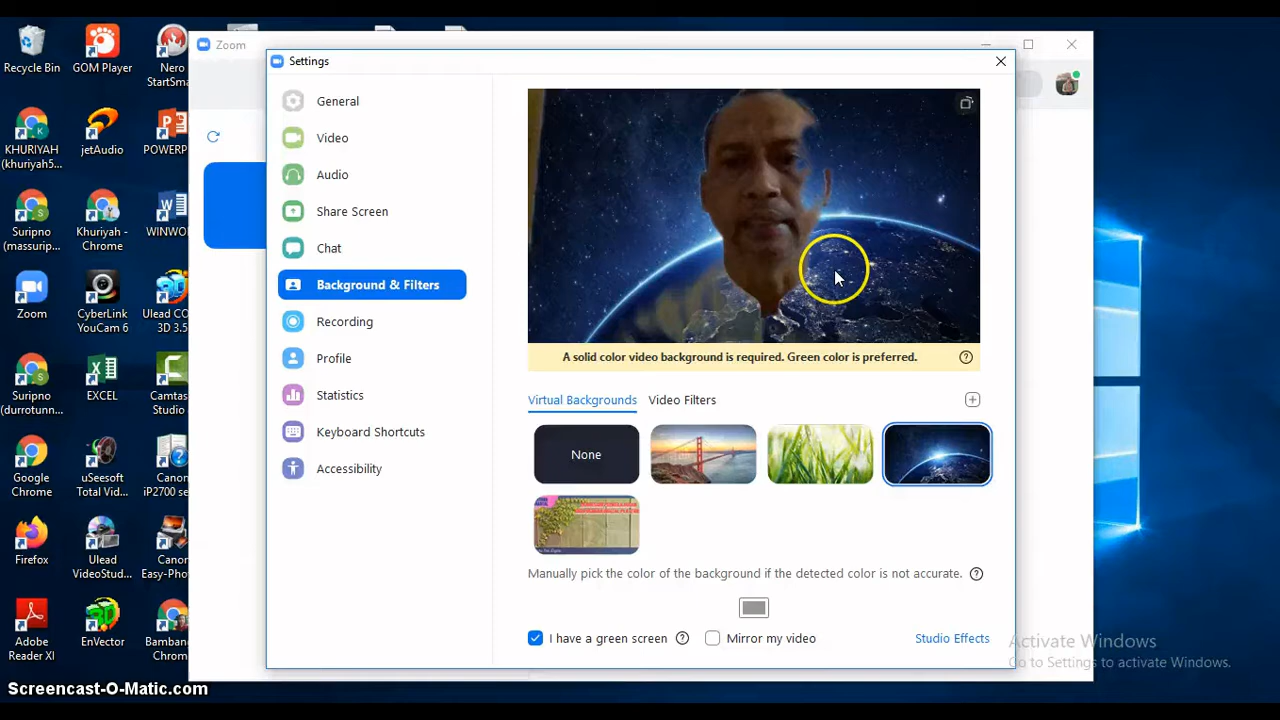 Recycle Bin
GOM Player
Nero
StartSma...
KHURIYAH
(khuriyah5...
jetAudio
POWERP...
Suripno
(massurip...
Khuriyah -
Chrome
WINWO...
Zoom
CyberLink
YouCam 6
Ulead CO...
3D 3.5...
Suripno
(durrotunn...
EXCEL
Camtas...
Studio ...
Google
Chrome
uSeesoft
Total Vid...
Canon
iP2700 se...
Firefox
Ulead
VideoStud...
Canon
Easy-Pho...
Adobe
Reader XI
EnVector
Bamban...
Chrom...
Zoom
Settings
General
Video
Audio
Share Screen
Chat
Background & Filters
Recording
Profile
Statistics
Keyboard Shortcuts
Accessibility
A solid color video background is required. Green color is preferred.
Virtual Backgrounds
Video Filters
None
Manually pick the color of the background if the detected color is not accurate.
I have a green screen
Mirror my video
Studio Effects
Activate Windows
Go to Settings to activate Windows.
Screencast-O-Matic.com